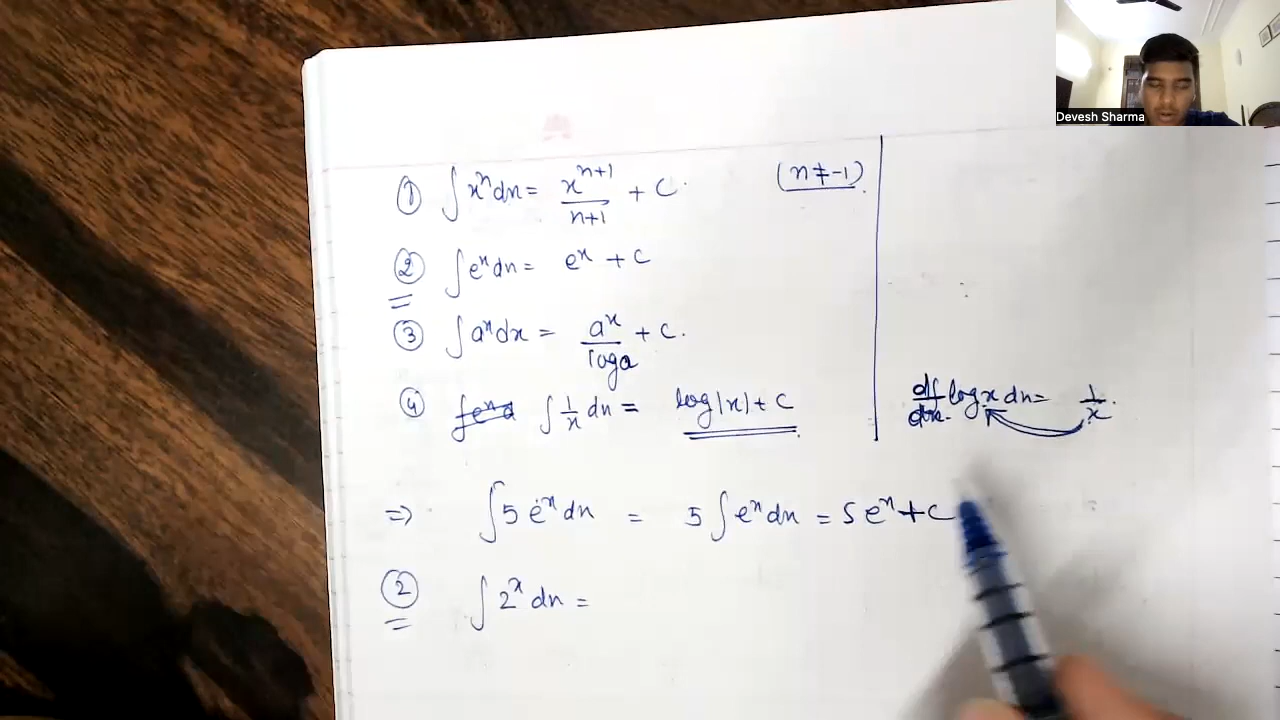 Devesh Sharma
① ∫xⁿdx = xⁿ⁺¹/n+1 + C. (n ≠ -1)
② ∫eˣdx = eˣ + C
③ ∫aˣdx = aˣ/loga + C.
④ ∫1/x dx = log|x| + C
d/dx logx dx = 1/x.
⇒ ∫5eˣdx = 5∫eˣdx = 5eˣ + C
② ∫2ˣdx =